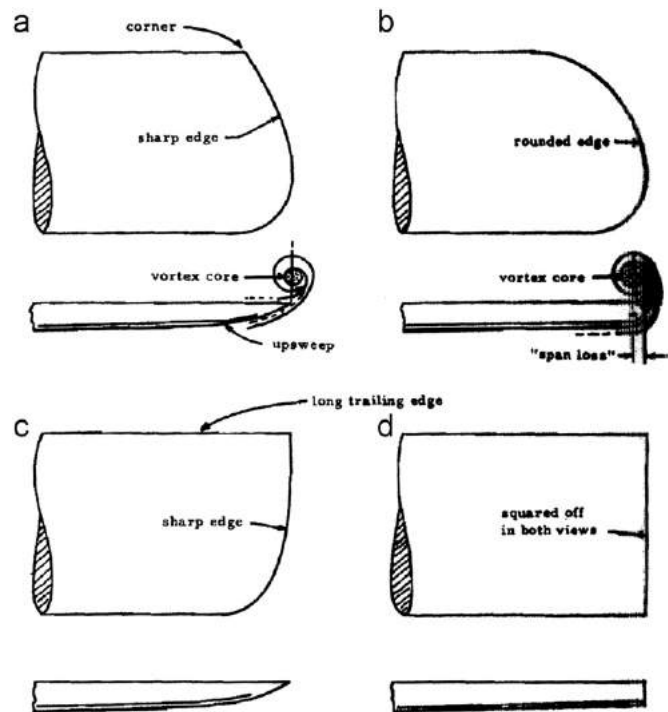 a
corner
sharp edge
vortex core
upsweep
b
rounded edge
vortex core
"span loss"
long trailing edge
c
sharp edge
d
squared off
in both views